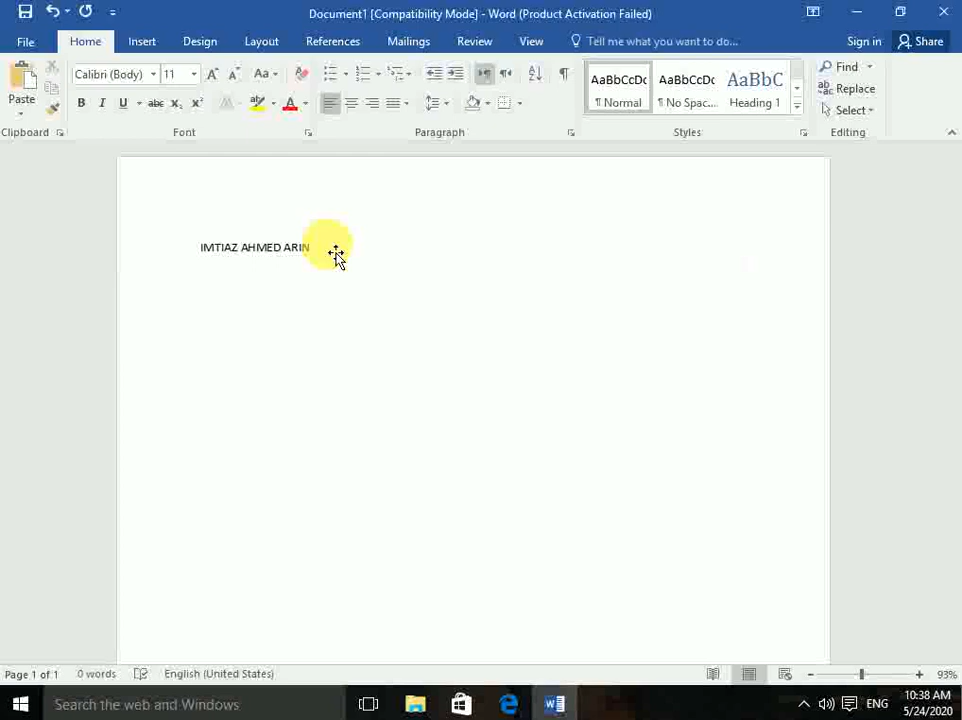 Document1 [Compatibility Mode] - Word (Product Activation Failed)
File Home Insert Design Layout References Mailings Review View Tell me what you want to do... Sign in Share
Paste Calibri (Body) 11 Aa AaBbCcDc AaBbCcDc AaBbC Find
B I U abc X₂ X² A ¶ Normal ¶ No Spac... Heading 1 Replace
Select
Clipboard Font Paragraph Styles Editing
IMTIAZ AHMED ARIN
Page 1 of 1 0 words English (United States) 93%
Search the web and Windows ENG 10:38 AM
5/24/2020